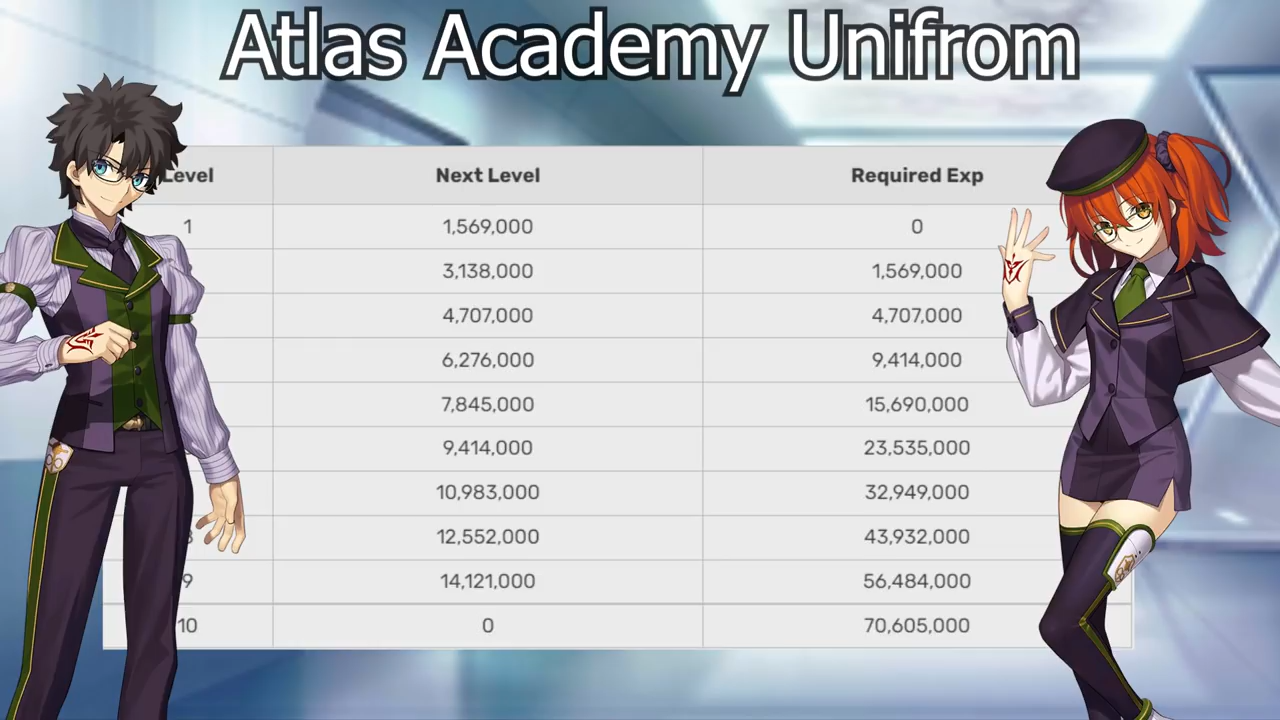 Atlas Academy Unifrom
Level Next Level Required Exp
1 1,569,000 0
3,138,000 1,569,000
4,707,000 4,707,000
6,276,000 9,414,000
7,845,000 15,690,000
9,414,000 23,535,000
10,983,000 32,949,000
8 12,552,000 43,932,000
9 14,121,000 56,484,000
10 0 70,605,000